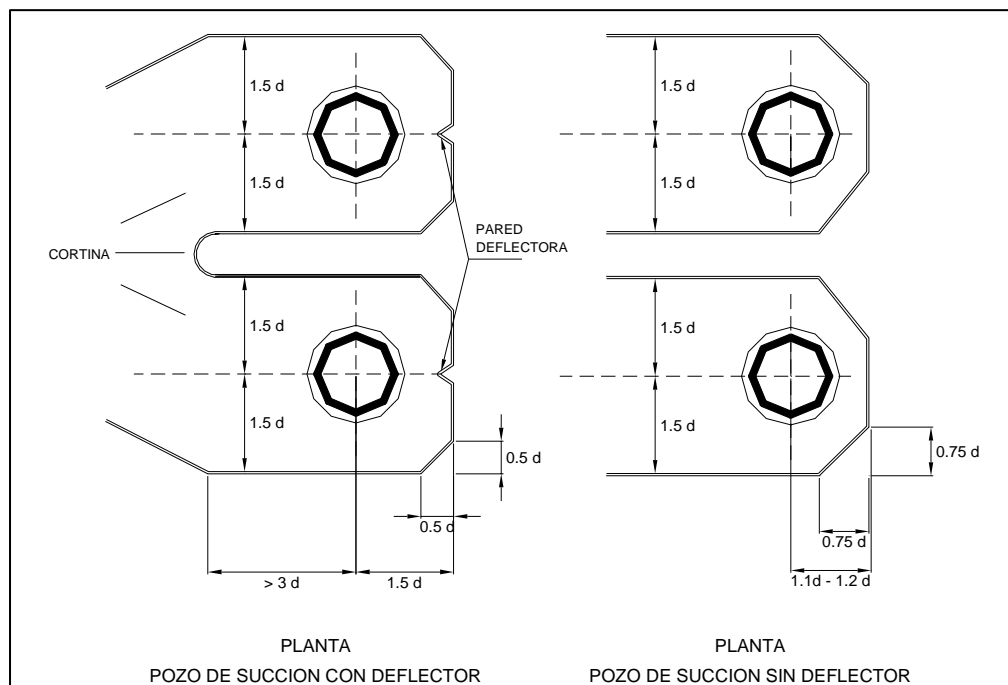 1.5 d
1.5 d
1.5 d
1.5 d
CORTINA
PARED
DEFLECTORA
1.5 d
1.5 d
1.5 d
1.5 d
0.5 d
0.75 d
0.5 d
0.75 d
> 3 d
1.5 d
1.1d - 1.2 d
PLANTA
POZO DE SUCCION CON DEFLECTOR
PLANTA
POZO DE SUCCION SIN DEFLECTOR